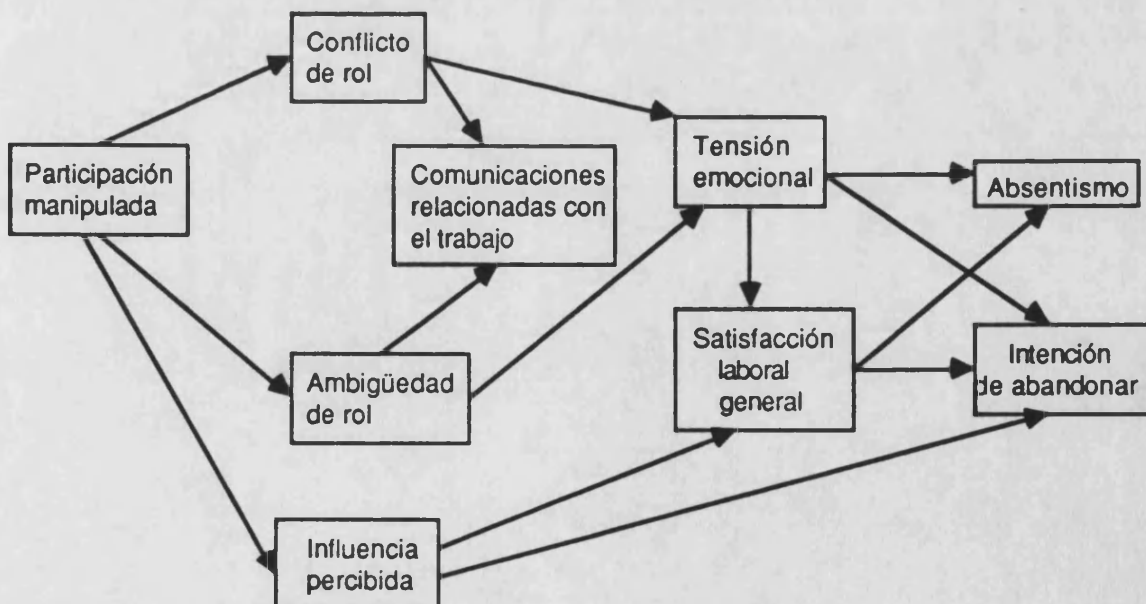 Conflicto
de rol
Participación
manipulada
Comunicaciones
relacionadas con
el trabajo
Tensión
emocional
Absentismo
Ambigüedad
de rol
Satisfacción
laboral
general
Intención
de abandonar
Influencia
percibida